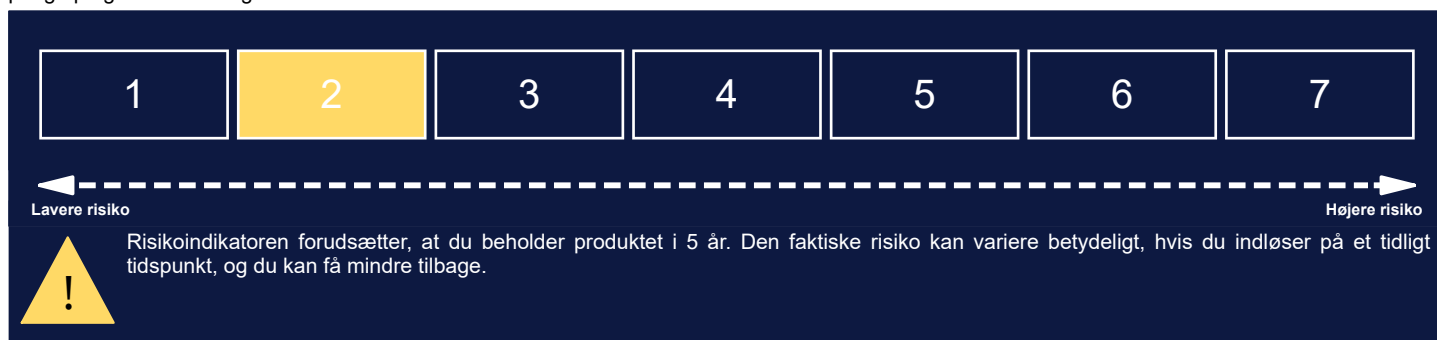 1 2 3 4 5 6 7
Lavere risiko Højere risiko
Risikoindikatoren forudsætter, at du beholder produktet i 5 år. Den faktiske risiko kan variere betydeligt, hvis du indløser på et tidligt
tidspunkt, og du kan få mindre tilbage.
!